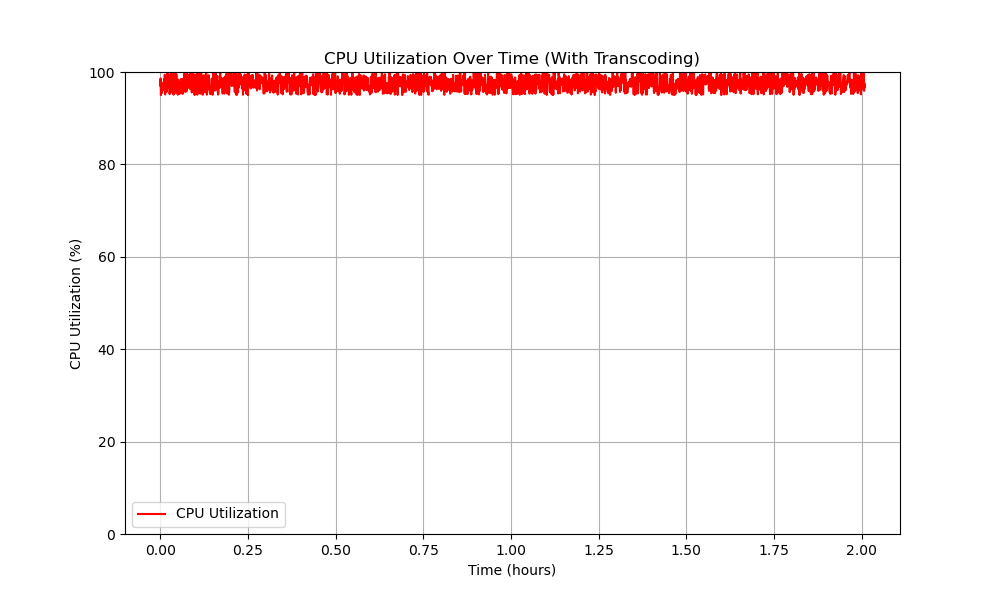 CPU Utilization Over Time (With Transcoding)
100
80
60
40
20
0
CPU Utilization (%)
CPU Utilization
0.00 0.25 0.50 0.75 1.00 1.25 1.50 1.75 2.00
Time (hours)